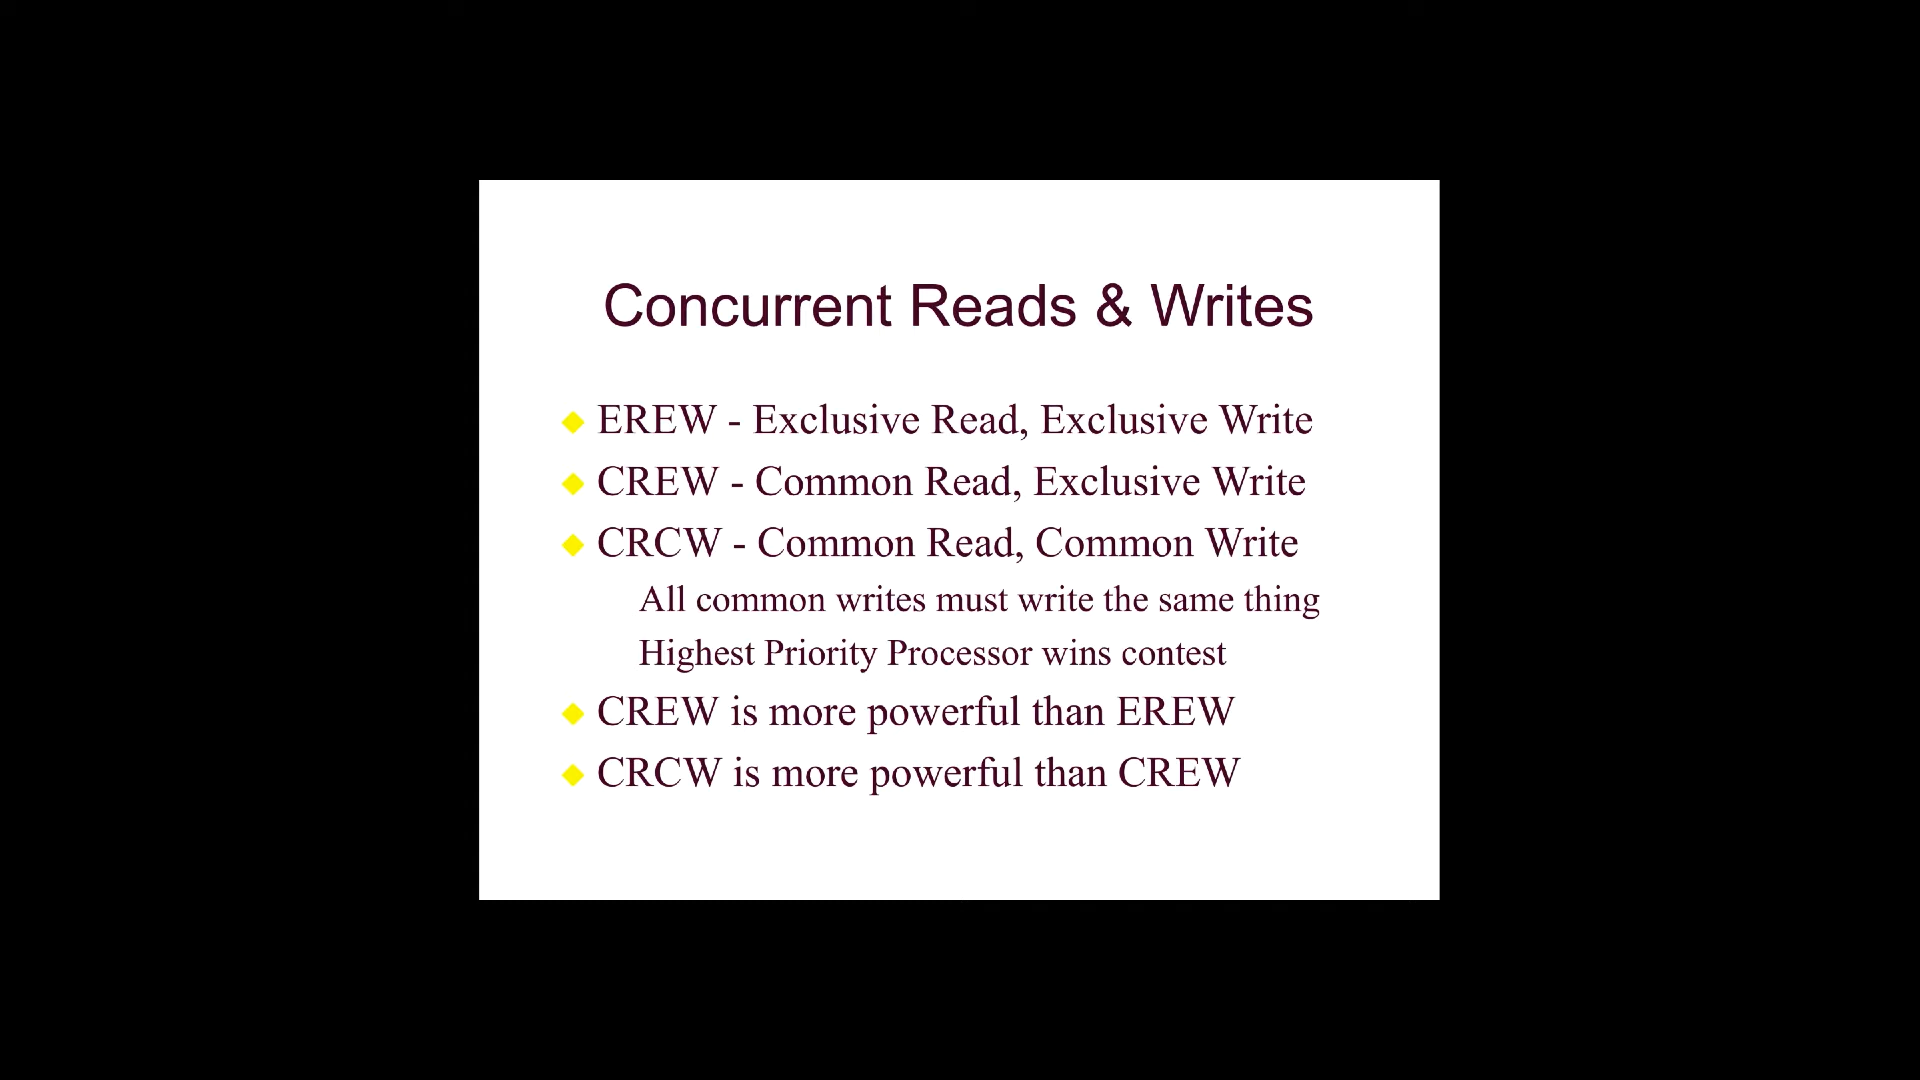 Concurrent Reads & Writes
EREW - Exclusive Read, Exclusive Write
CREW - Common Read, Exclusive Write
CRCW - Common Read, Common Write
All common writes must write the same thing
Highest Priority Processor wins contest
CREW is more powerful than EREW
CRCW is more powerful than CREW